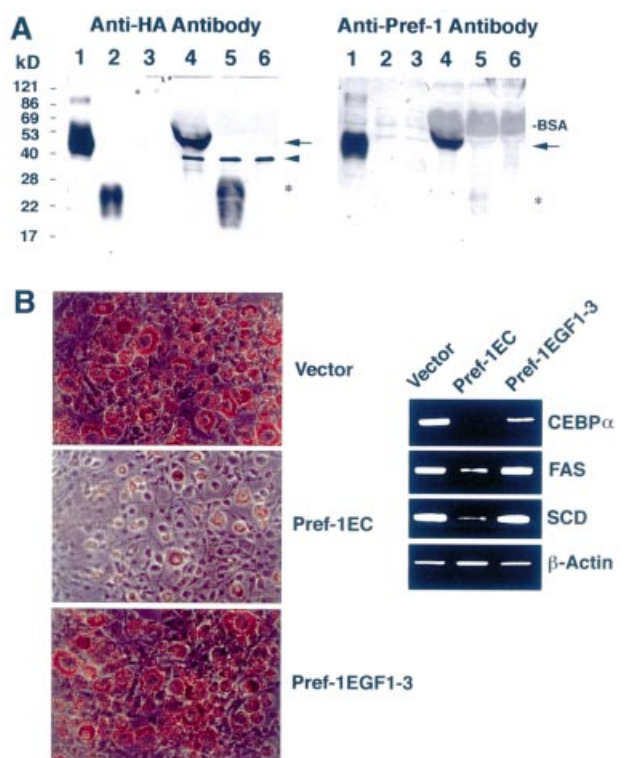 A
Anti-HA Antibody
Anti-Pref-1 Antibody
kD
1 2 3 4 5 6
1 2 3 4 5 6
121
86
69
53
40
28
22
17
-BSA
*
*
B
Vector
Pref-1EC
Pref-1EGF1-3
Vector
Pref-1EC
Pref-1EGF1-3
CEBPα
FAS
SCD
β-Actin